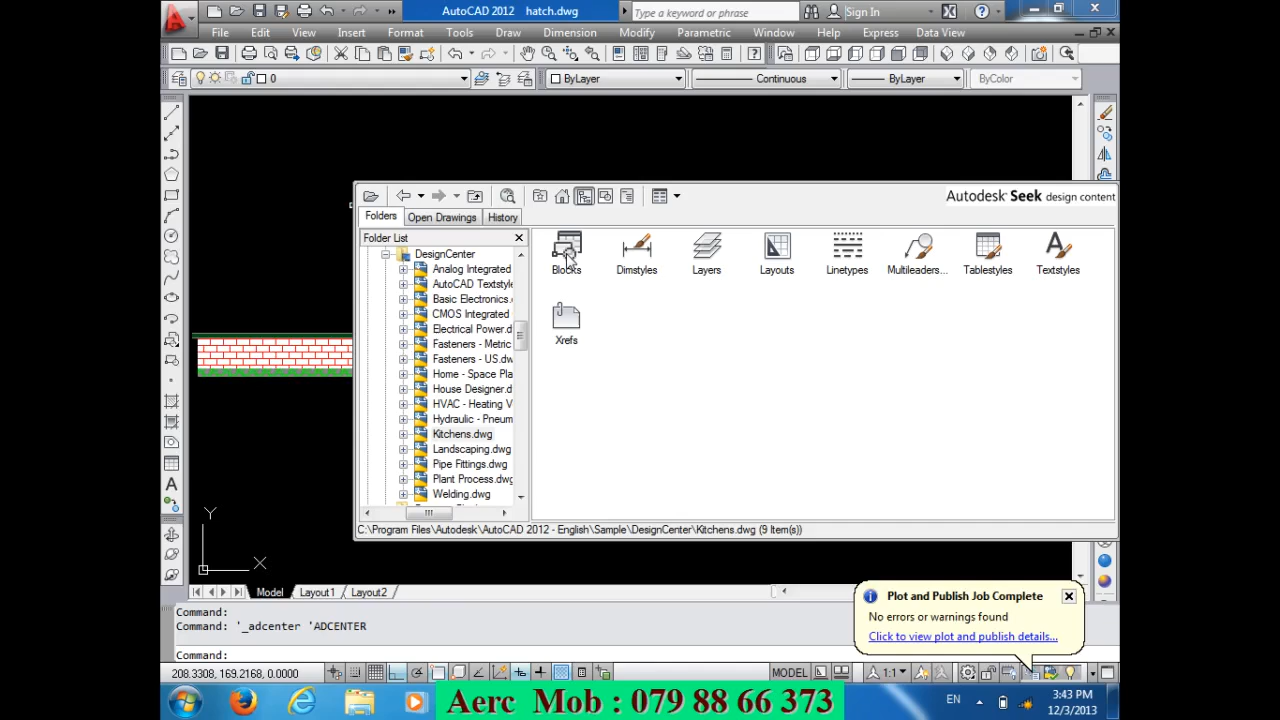 AutoCAD 2012 hatch.dwg
Type a keyword or phrase
Sign In
File Edit View Insert Format Tools Draw Dimension Modify Parametric Window Help Express Data View
0
ByLayer
Continuous
ByLayer
ByColor
Autodesk Seek design content
Folders Open Drawings History
Folder List
DesignCenter
Analog Integrated
AutoCAD Textstyle
Basic Electronics.
CMOS Integrated
Electrical Power.d
Fasteners - Metric
Fasteners - US.dw
Home - Space Pla
House Designer.d
HVAC - Heating V
Hydraulic - Pneum
Kitchens.dwg
Landscaping.dwg
Pipe Fittings.dwg
Plant Process.dwg
Welding.dwg
Blocks Dimstyles Layers Layouts Linetypes Multileaders... Tablestyles Textstyles
Xrefs
C:\Program Files\Autodesk\AutoCAD 2012 - English\Sample\DesignCenter\Kitchens.dwg (9 Item(s))
Y
X
Model Layout1 Layout2
Command:
Command: '_adcenter 'ADCENTER
Command:
Plot and Publish Job Complete
No errors or warnings found
Click to view plot and publish details...
208.3308, 169.2168, 0.0000
MODEL
1:1
Aerc Mob : 079 88 66 373
EN
3:43 PM
12/3/2013